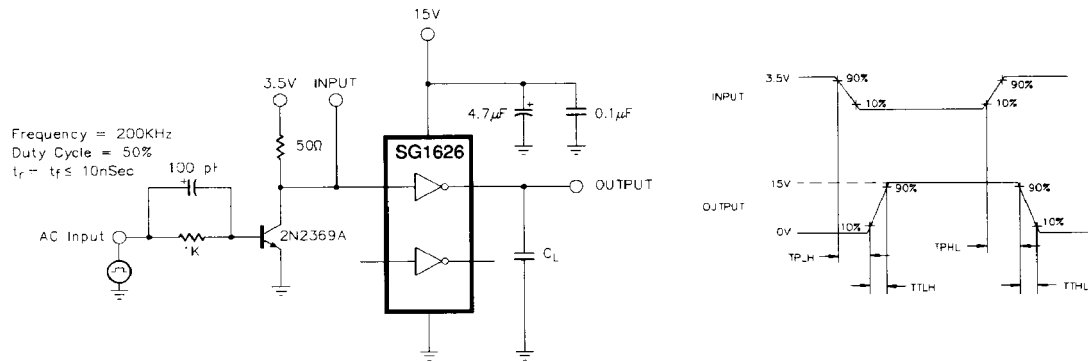 15V
3.5V INPUT
4.7µF 0.1µF
Frequency = 200KHz
Duty Cycle = 50%
tr = tf ≤ 10nSec
50Ω
SG1626
100 pf
OUTPUT
AC Input
1K
2N2369A
CL
3.5V
90%
90%
INPUT
10%
10%
15V
90%
90%
OUTPUT
10%
10%
0V
TPLH
TPHL
TTLH
TTHL